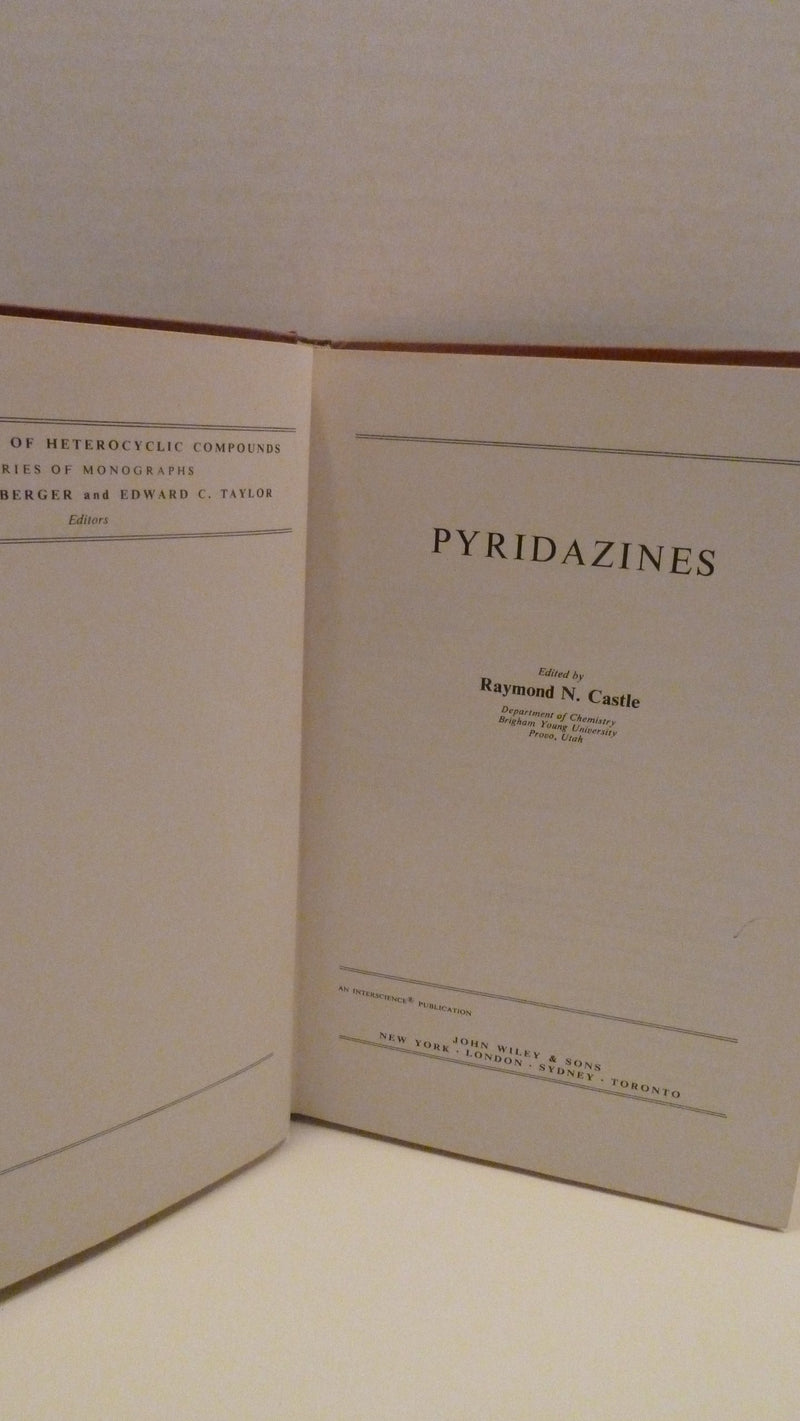 OF HETEROCYCLIC COMPOUNDS
RIES OF MONOGRAPHS
BERGER and EDWARD C. TAYLOR
Editors
PYRIDAZINES
Edited by
Raymond N. Castle
Department of Chemistry
Brigham Young University
Provo, Utah
AN INTERSCIENCE® PUBLICATION
JOHN WILEY & SONS
NEW YORK · LONDON · SYDNEY · TORONTO